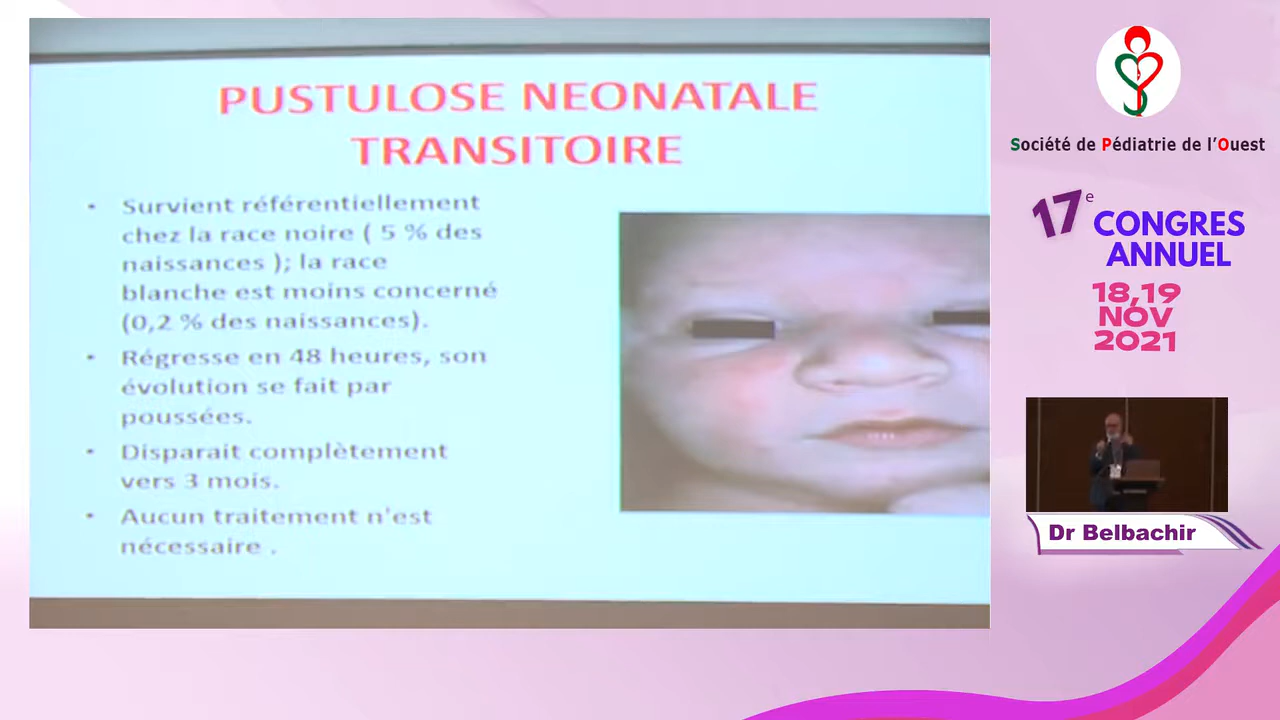 PUSTULOSE NEONATALE
TRANSITOIRE
• Survient référentiellement
chez la race noire ( 5 % des
naissances ); la race
blanche est moins concerné
(0,2 % des naissances).
• Régresse en 48 heures, son
évolution se fait par
poussées.
• Disparait complètement
vers 3 mois.
• Aucun traitement n'est
nécessaire .
Société de Pédiatrie de l'Ouest
17e
CONGRES
ANNUEL
18,19
NOV
2021
Dr Belbachir